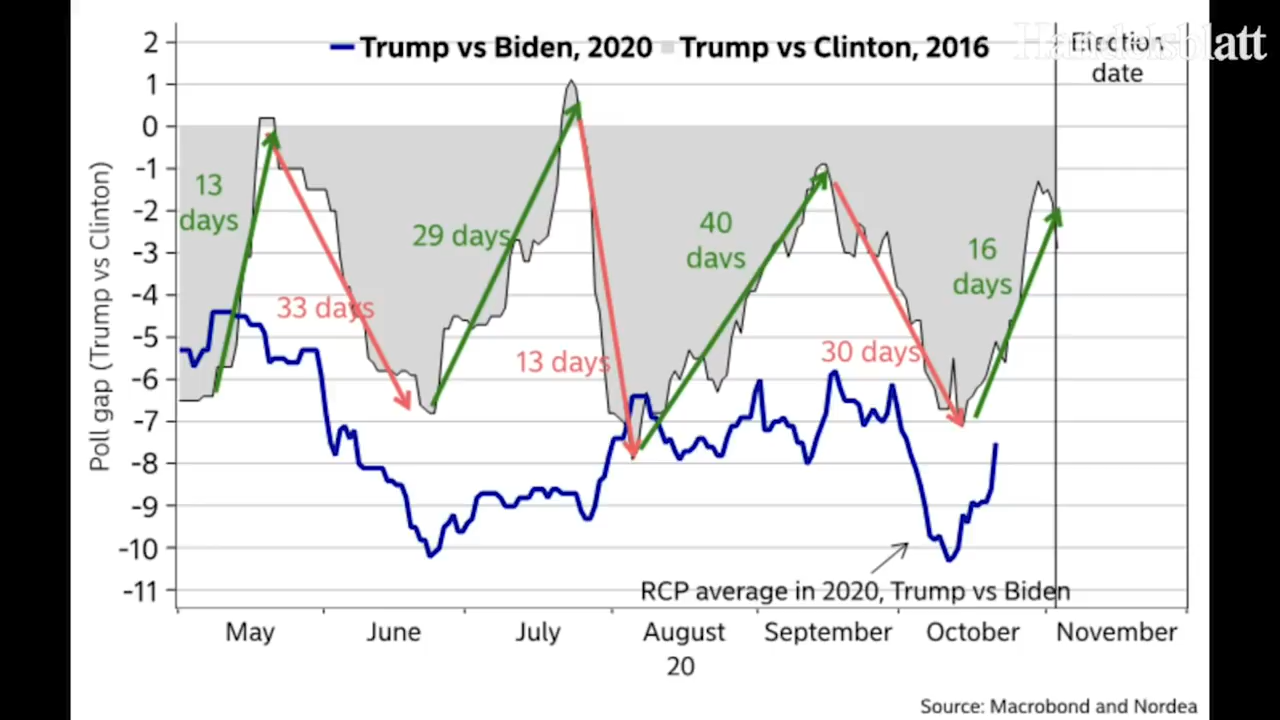 Handelsblatt
Trump vs Biden, 2020 Trump vs Clinton, 2016
Election
date
2
1
0
-1
-2
-3
-4
-5
-6
-7
-8
-9
-10
-11
Poll gap (Trump vs Clinton)
13
days
33 days
29 days
13 days
40
davs
30 days
16
days
RCP average in 2020, Trump vs Biden
May June July August September October November
20
Source: Macrobond and Nordea